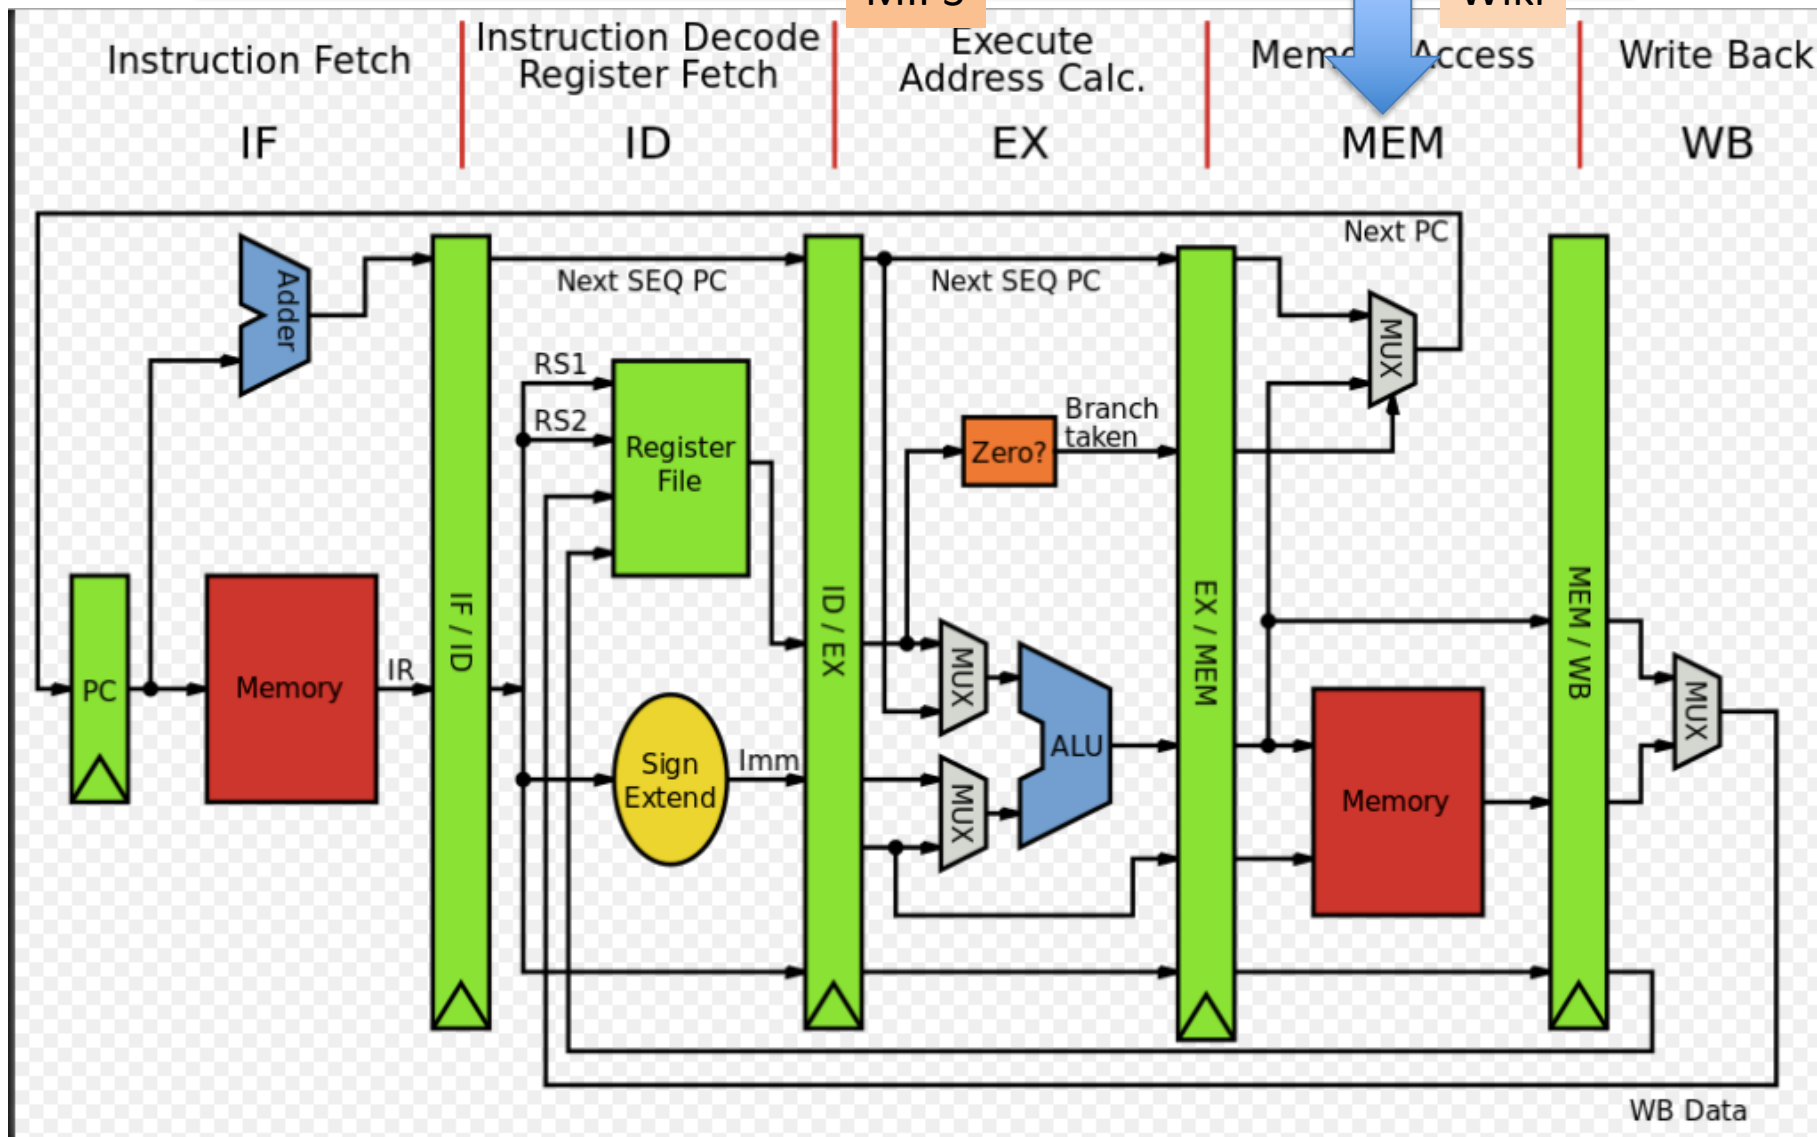 MIPS
Wiki
Instruction Fetch
Instruction Decode
Register Fetch
Execute
Address Calc.
Access
Write Back
IF
ID
EX
MEM
WB
Next PC
Adder
Next SEQ PC
Next SEQ PC
MUX
RS1
RS2
Register
File
Branch
taken
Zero?
IF / ID
ID / EX
EX / MEM
MEM / WB
PC
Memory
IR
MUX
MUX
ALU
Sign
Extend
Imm
MUX
Memory
WB Data